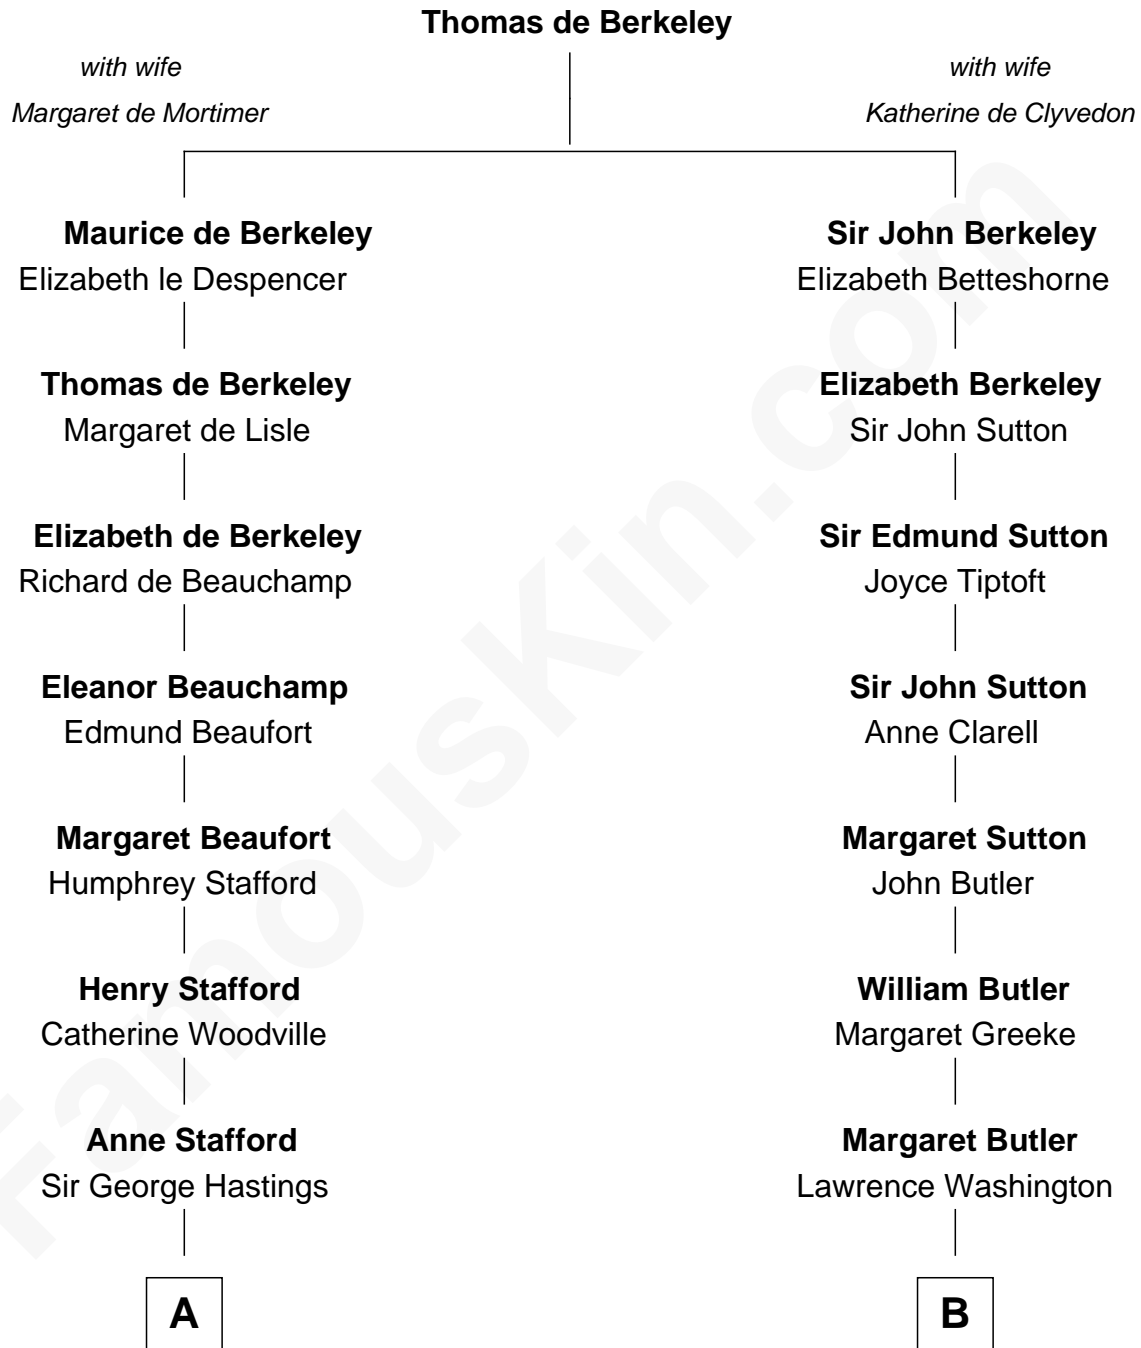 Thomas de Berkeley
with wife
Margaret de Mortimer
with wife
Katherine de Clyvedon
Maurice de Berkeley
Elizabeth le Despencer
Sir John Berkeley
Elizabeth Betteshorne
Thomas de Berkeley
Margaret de Lisle
Elizabeth Berkeley
Sir John Sutton
Elizabeth de Berkeley
Richard de Beauchamp
Sir Edmund Sutton
Joyce Tiptoft
Eleanor Beauchamp
Edmund Beaufort
Sir John Sutton
Anne Clarell
Margaret Beaufort
Humphrey Stafford
Margaret Sutton
John Butler
Henry Stafford
Catherine Woodville
William Butler
Margaret Greeke
Anne Stafford
Sir George Hastings
Margaret Butler
Lawrence Washington
A
B
FamousKin.com